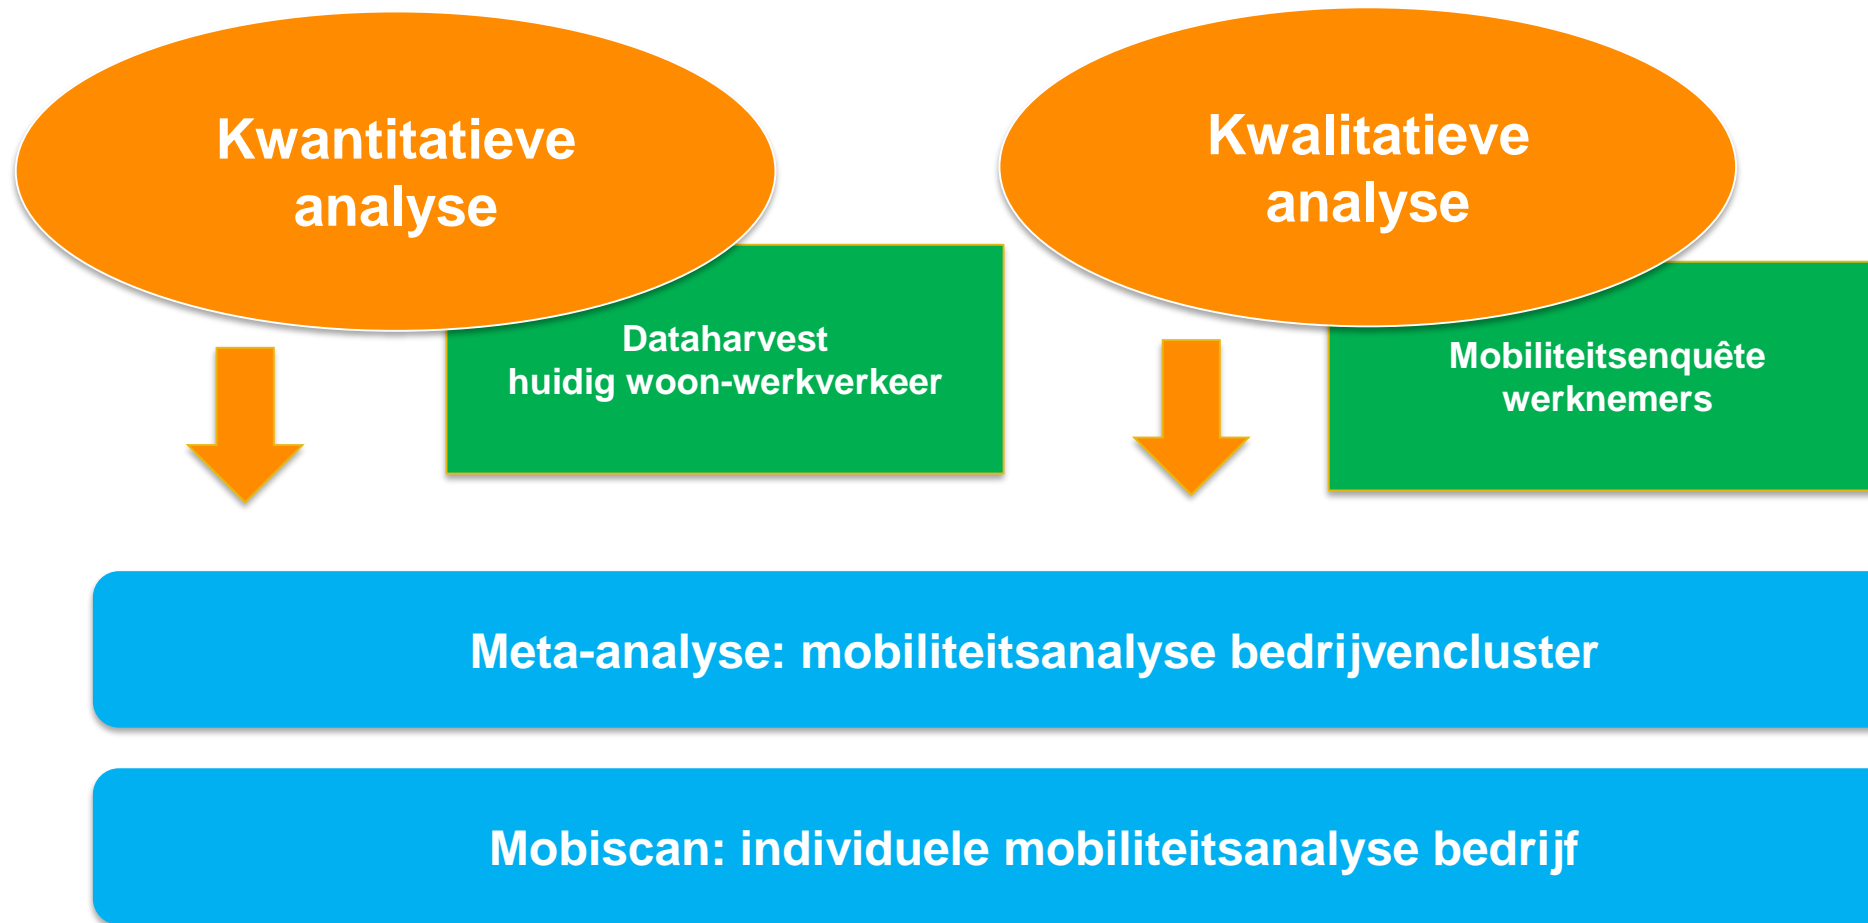 Kwantitatieve
analyse
Kwalitatieve
analyse
Dataharvest
huidig woon-werkverkeer
Mobiliteitsenquête
werknemers
Meta-analyse: mobiliteitsanalyse bedrijvencluster
Mobiscan: individuele mobiliteitsanalyse bedrijf